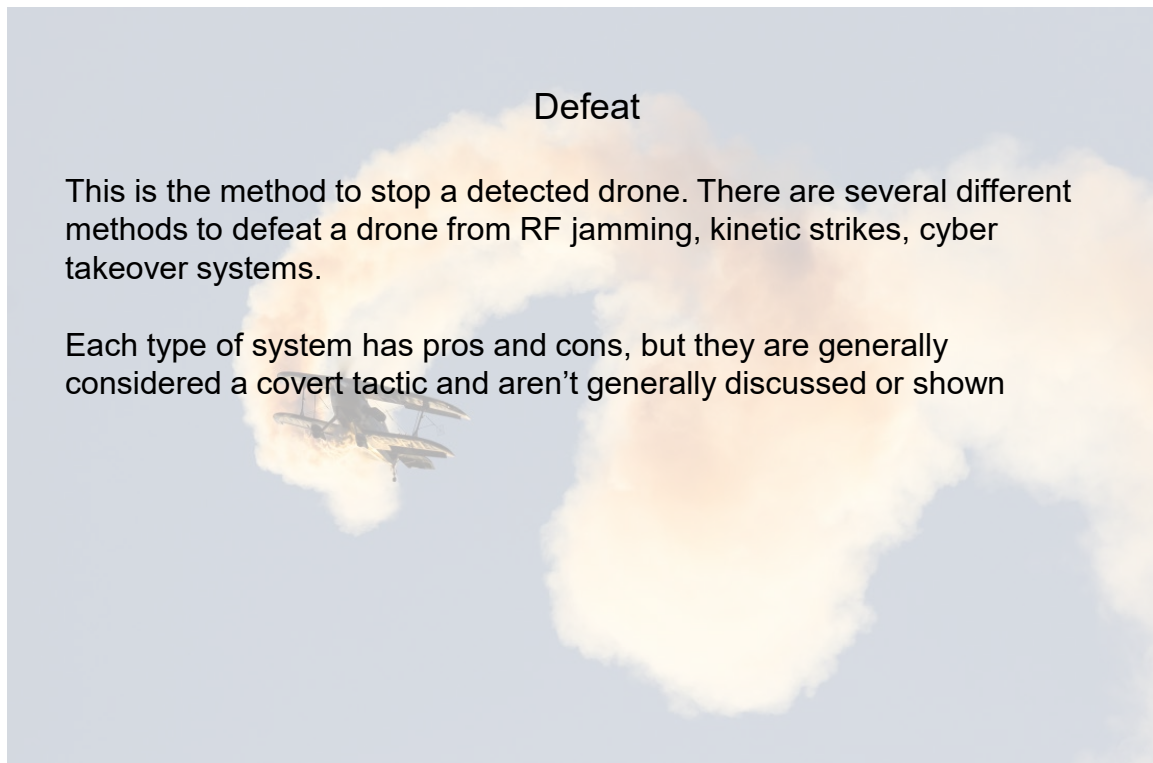 Defeat
This is the method to stop a detected drone. There are several different
methods to defeat a drone from RF jamming, kinetic strikes, cyber
takeover systems.
Each type of system has pros and cons, but they are generally
considered a covert tactic and aren’t generally discussed or shown